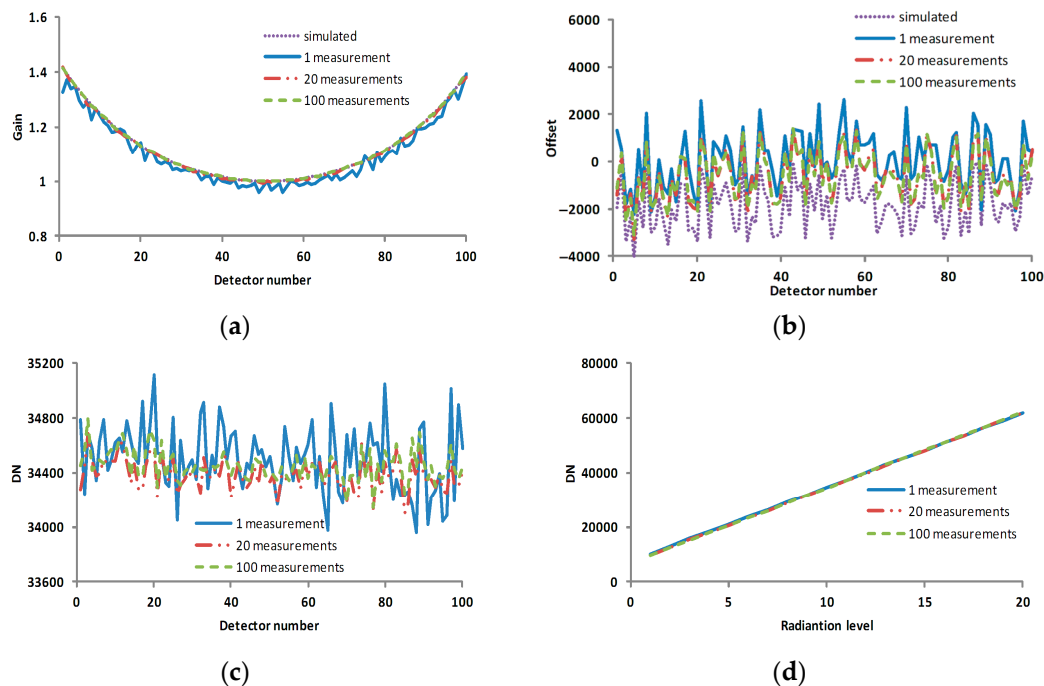 1.6
1.4
1.2
1
0.8
Gain
0 20 40 60 80 100
Detector number
simulated
1 measurement
20 measurements
100 measurements
(a)
6000
4000
2000
0
−2000
−4000
Offset
0 20 40 60 80 100
Detector number
simulated
1 measurement
20 measurements
100 measurements
(b)
35200
34800
34400
34000
33600
DN
0 20 40 60 80 100
Detector number
1 measurement
20 measurements
100 measurements
(c)
80000
60000
40000
20000
0
DN
0 5 10 15 20
Radiantion level
1 measurement
20 measurements
100 measurements
(d)